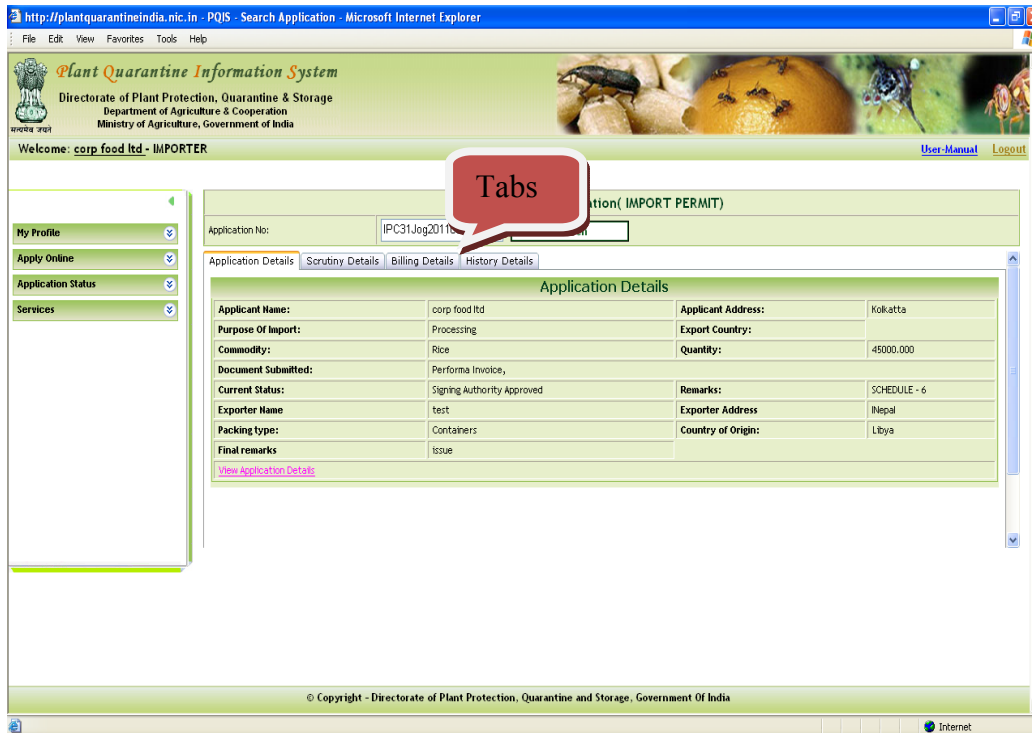 http://plantquarantineindia.nic.in - PQIS - Search Application - Microsoft Internet Explorer
File Edit View Favorites Tools Help
Plant Quarantine Information System
Directorate of Plant Protection, Quarantine & Storage
Department of Agriculture & Cooperation
Ministry of Agriculture, Government of India
सत्यमेव जयते
Welcome: corp food ltd - IMPORTER User-Manual Logout
Tabs
( IMPORT PERMIT)
My Profile
Apply Online
Application Status
Services
Application No:
Application Details Scrutiny Details Billing Details History Details
Application Details
Applicant Name: corp food ltd Applicant Address: Kolkatta
Purpose Of Import: Processing Export Country:
Commodity: Rice Quantity: 45000.000
Document Submitted: Performa Invoice,
Current Status: Signing Authority Approved Remarks: SCHEDULE - 6
Exporter Name test Exporter Address INepal
Packing type: Containers Country of Origin: Libya
Final remarks issue
View Application Details
© Copyright - Directorate of Plant Protection, Quarantine and Storage, Government Of India
Internet